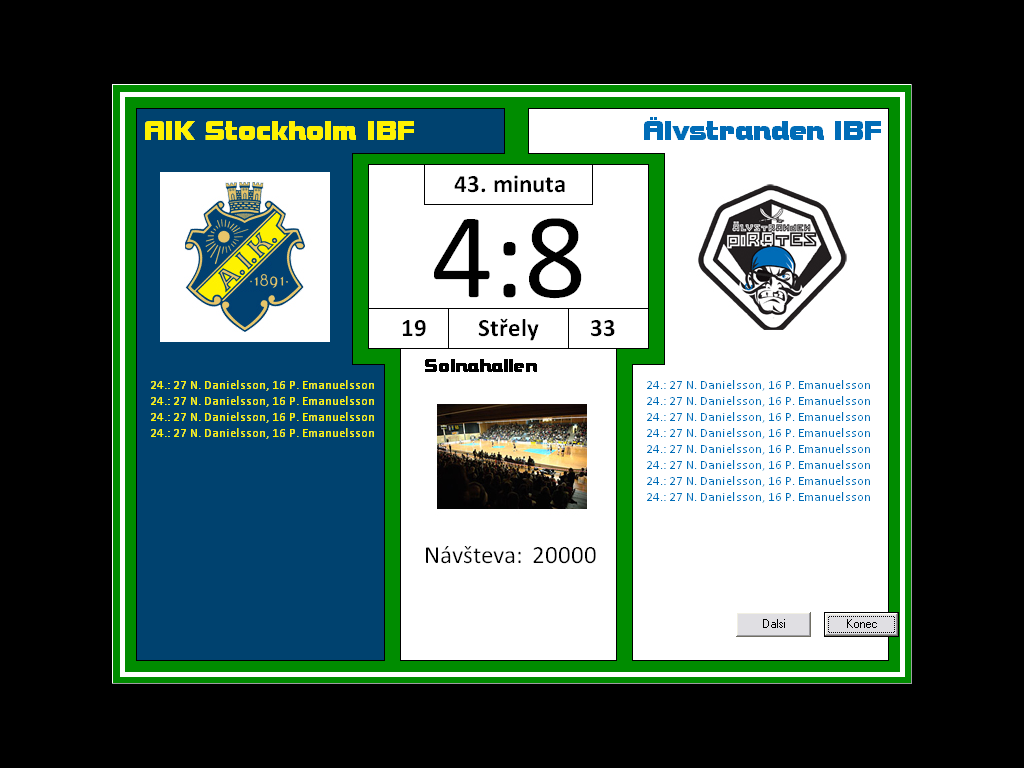 AIK Stockholm IBF
Älvstranden IBF
43. minuta
4:8
19 Střely 33
A.I.K.
·1891·
ÄLVSTRANDEN
PIRATES
Solnahallen
24.: 27 N. Danielsson, 16 P. Emanuelsson
24.: 27 N. Danielsson, 16 P. Emanuelsson
24.: 27 N. Danielsson, 16 P. Emanuelsson
24.: 27 N. Danielsson, 16 P. Emanuelsson
24.: 27 N. Danielsson, 16 P. Emanuelsson
24.: 27 N. Danielsson, 16 P. Emanuelsson
24.: 27 N. Danielsson, 16 P. Emanuelsson
24.: 27 N. Danielsson, 16 P. Emanuelsson
24.: 27 N. Danielsson, 16 P. Emanuelsson
24.: 27 N. Danielsson, 16 P. Emanuelsson
24.: 27 N. Danielsson, 16 P. Emanuelsson
24.: 27 N. Danielsson, 16 P. Emanuelsson
Návšteva: 20000
Dalsi
Konec